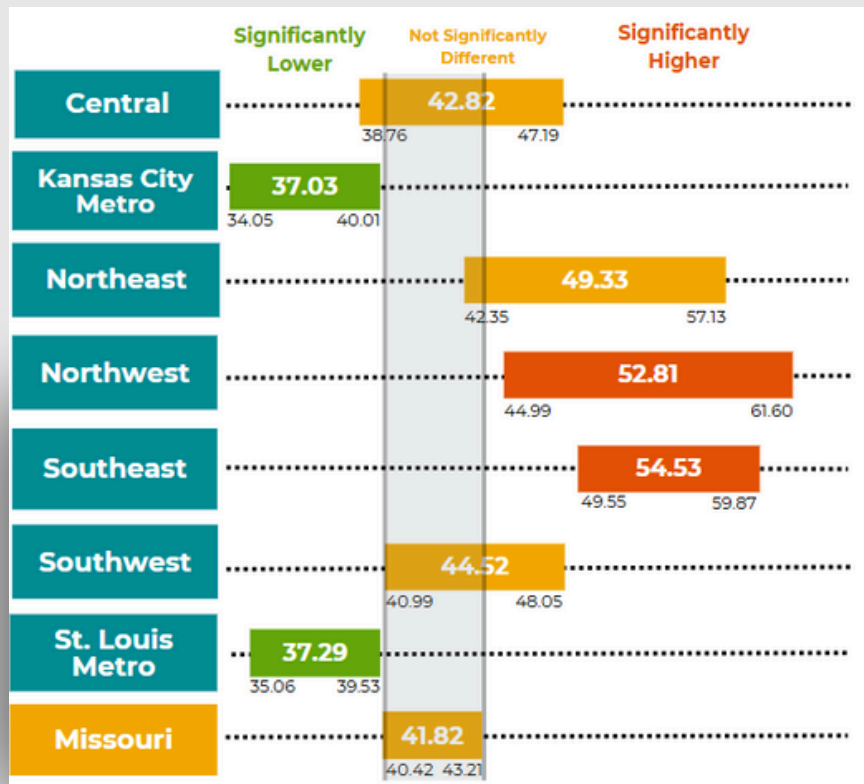 Significantly
Lower
Not Significantly
Different
Significantly
Higher
Central
42.82
38.76
47.19
Kansas City
Metro
37.03
34.05
40.01
Northeast
49.33
42.35
57.13
Northwest
52.81
44.99
61.60
Southeast
54.53
49.55
59.87
Southwest
44.52
40.99
48.05
St. Louis
Metro
37.29
35.06
39.53
Missouri
41.82
40.42
43.21